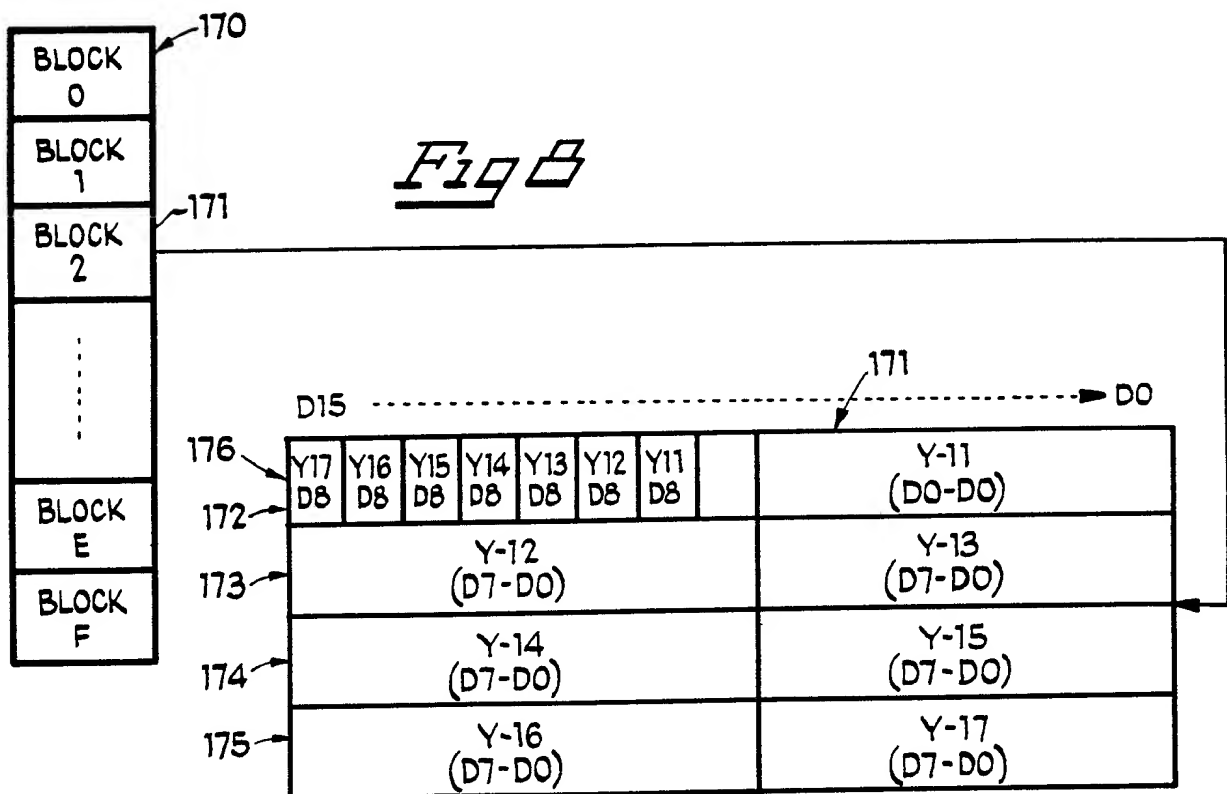 170
BLOCK
0
BLOCK
1
Fig 8
171
BLOCK
2
BLOCK
E
BLOCK
F
171
D15 D0
176
172
Y17 Y16 Y15 Y14 Y13 Y12 Y11
D8 D8 D8 D8 D8 D8 D8
Y-11
(D0-D0)
173
Y-12
(D7-D0)
Y-13
(D7-D0)
174
Y-14
(D7-D0)
Y-15
(D7-D0)
175
Y-16
(D7-D0)
Y-17
(D7-D0)